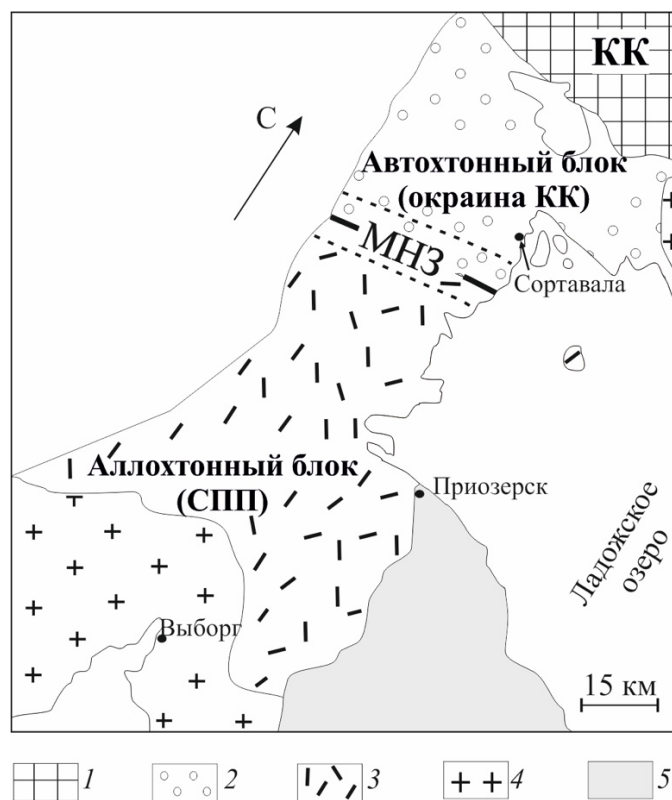 КК
С
Автохтонный блок
(окраина КК)
МНЗ
Сортавала
Аллохтонный блок
(СПП)
Приозерск
Ладожское
озеро
Выборг
15 км
1 2 3 4 5